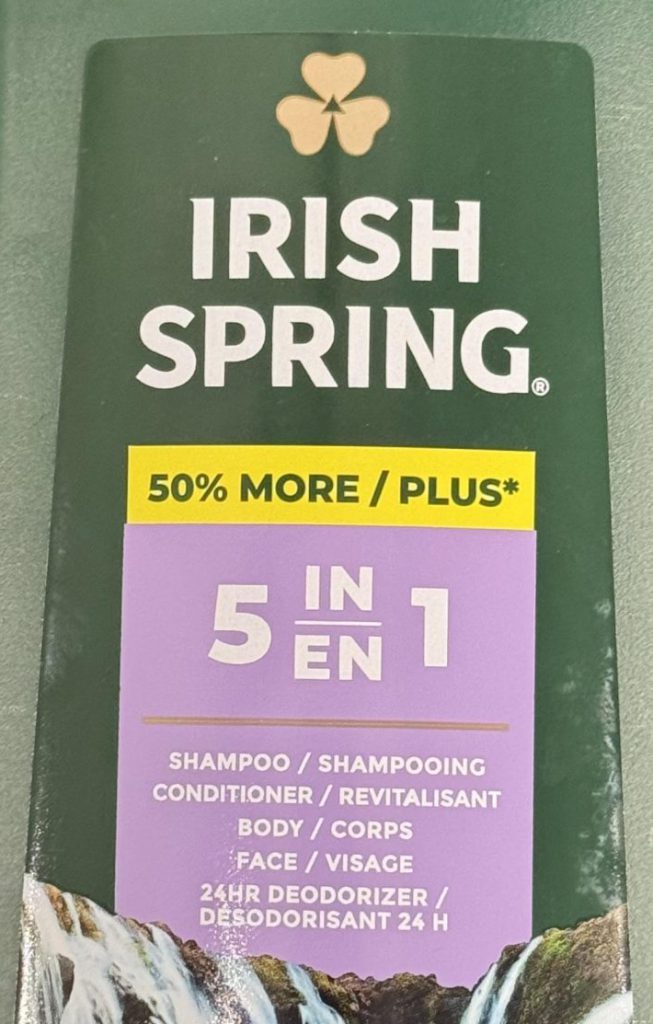 IRISH
SPRING®
50% MORE / PLUS*
5 IN EN 1
SHAMPOO / SHAMPOOING
CONDITIONER / REVITALISANT
BODY / CORPS
FACE / VISAGE
24HR DEODORIZER /
DÉSODORISANT 24 H